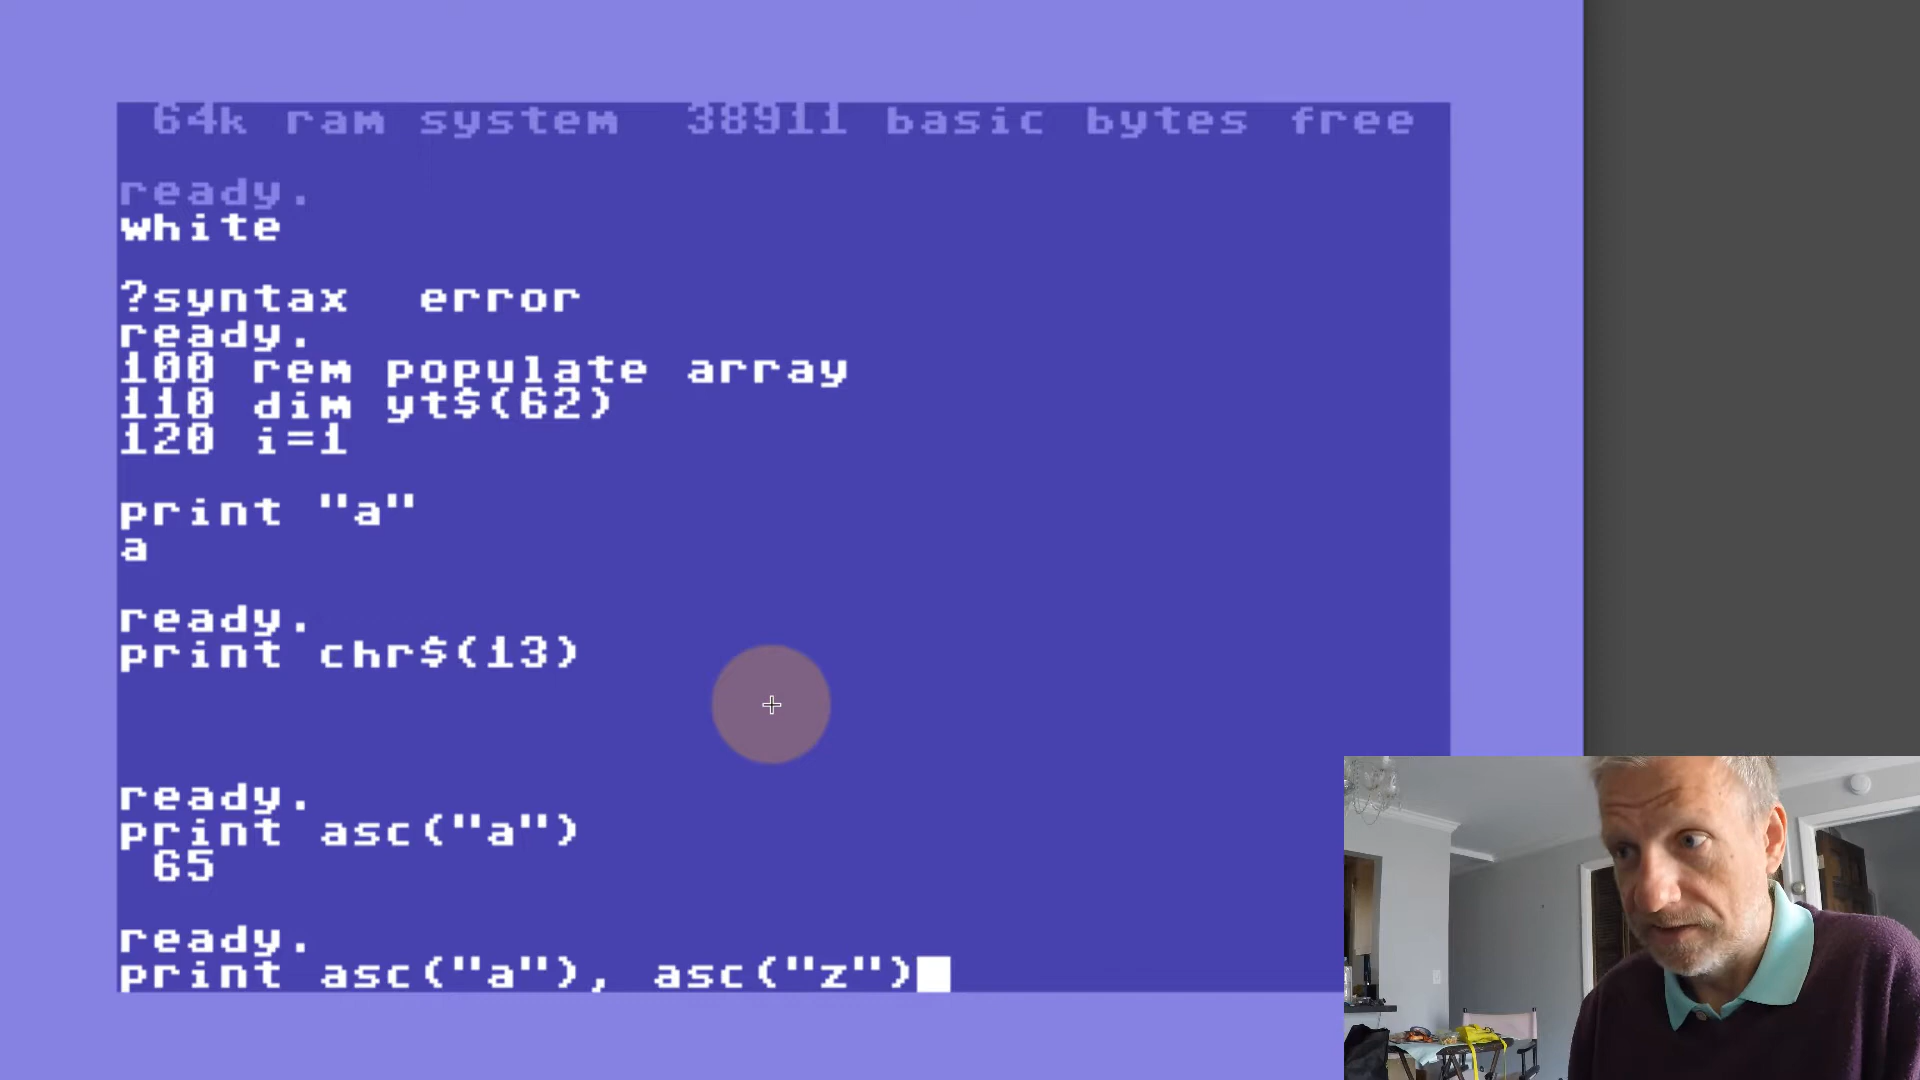 64k ram system  38911 basic bytes free
ready.
white
?syntax  error
ready.
100 rem populate array
110 dim yt$(62)
120 i=1
print "a"
a
ready.
print chr$(13)
ready.
print asc("a")
65
ready.
print asc("a"), asc("z")